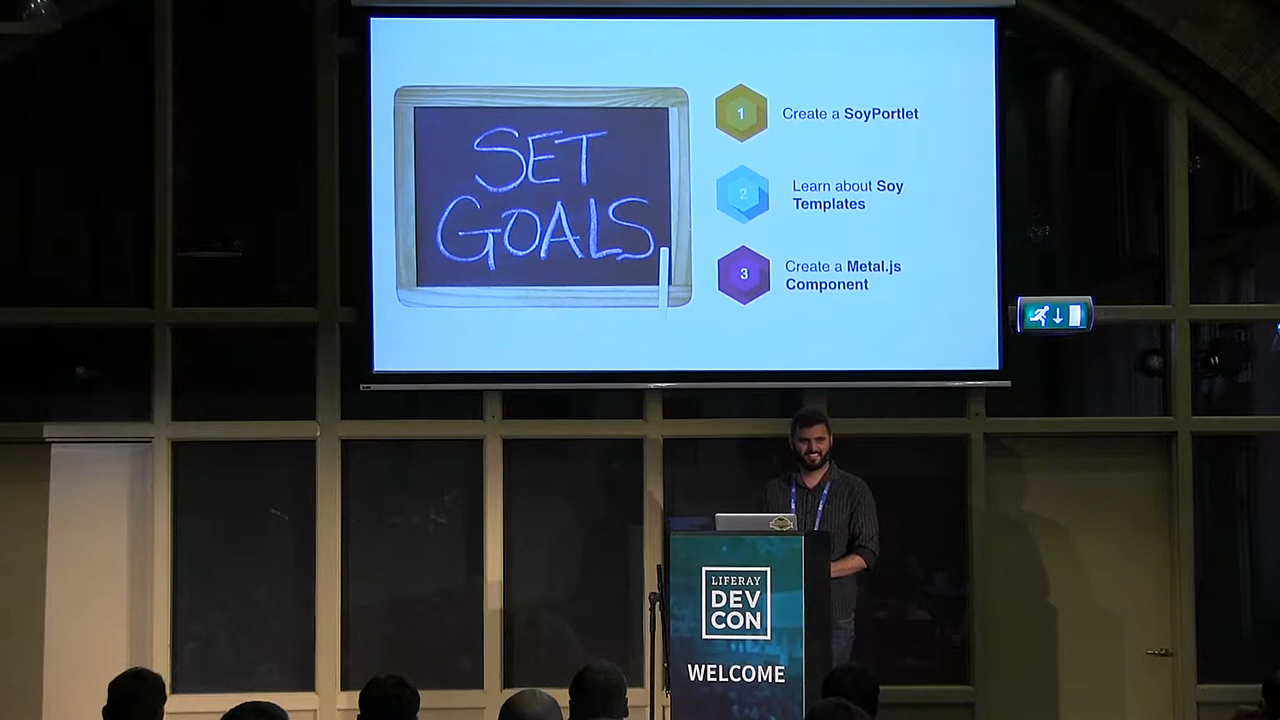 SET
GOALS
1
Create a SoyPortlet
2
Learn about Soy
Templates
3
Create a Metal.js
Component
LIFERAY
DEV
CON
WELCOME